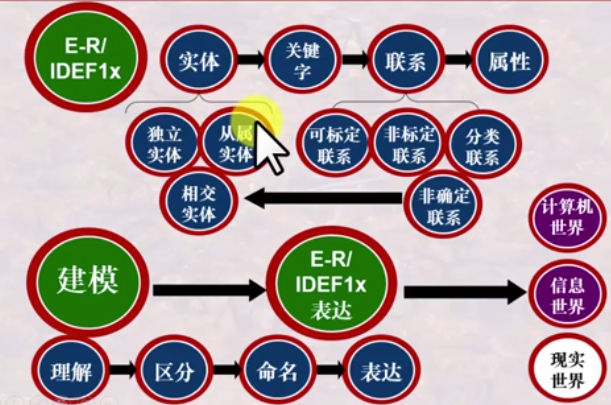 E-R/
IDEF1x
实体
关键
字
联系
属性
独立
实体
从属
实体
可标定
联系
非标定
联系
分类
联系
相交
实体
非确定
联系
计算机
世界
建模
E-R/
IDEF1x
表达
信息
世界
理解
区分
命名
表达
现实
世界